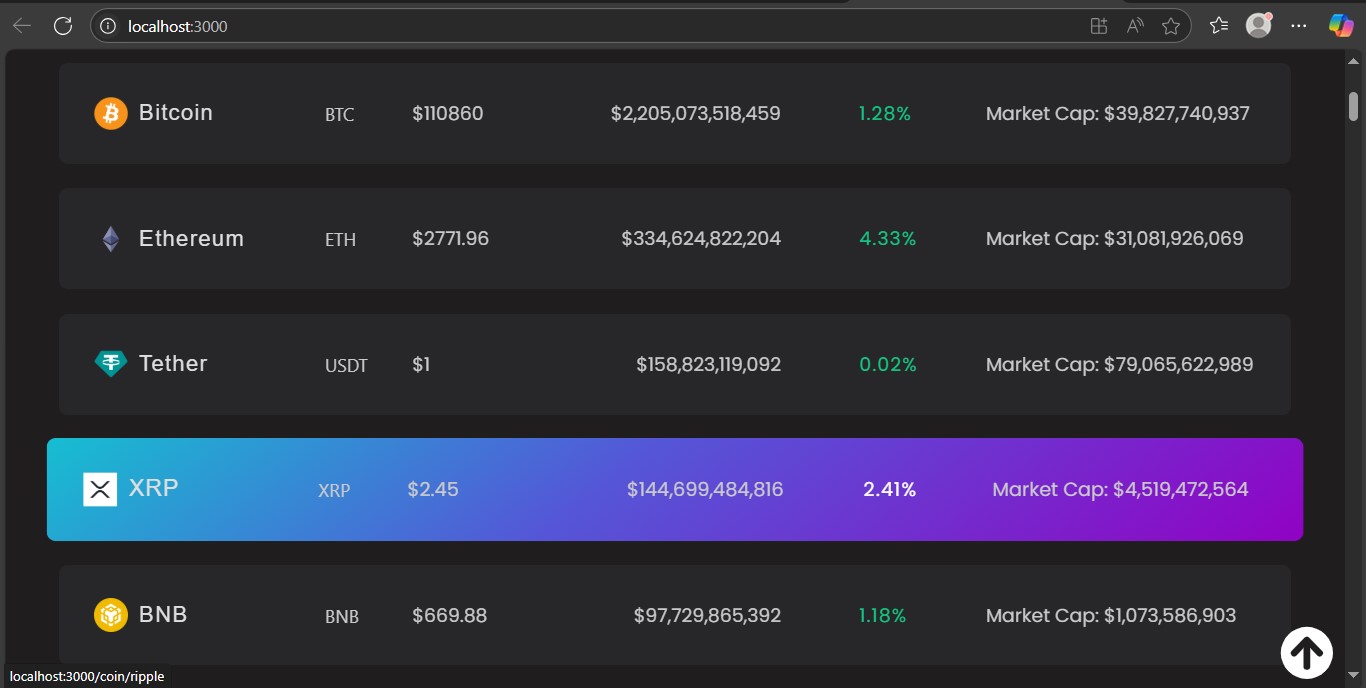 localhost:3000
Bitcoin BTC $110860 $2,205,073,518,459 1.28% Market Cap: $39,827,740,937
Ethereum ETH $2771.96 $334,624,822,204 4.33% Market Cap: $31,081,926,069
Tether USDT $1 $158,823,119,092 0.02% Market Cap: $79,065,622,989
XRP XRP $2.45 $144,699,484,816 2.41% Market Cap: $4,519,472,564
BNB BNB $669.88 $97,729,865,392 1.18% Market Cap: $1,073,586,903
localhost:3000/coin/ripple